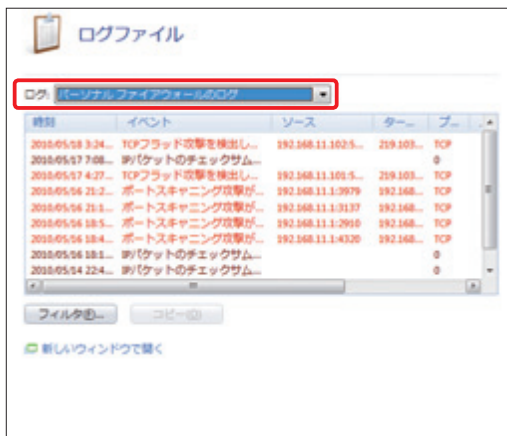 ログファイル
ログ: パーソナル ファイアウォールのログ
時刻 イベント ソース ター... プ...
2010/05/18 3:24... TCPフラッド攻撃を検出し... 192.168.11.102:5... 219.103... TCP
2010/05/17 7:08... IPパケットのチェックサム... 0
2010/05/17 4:27... TCPフラッド攻撃を検出し... 192.168.11.101:5... 219.103... TCP
2010/05/16 21:2... ポートスキャニング攻撃が... 192.168.11.1:3979 192.168... TCP
2010/05/16 21:1... ポートスキャニング攻撃が... 192.168.11.1:3137 192.168... TCP
2010/05/16 18:5... ポートスキャニング攻撃が... 192.168.11.1:2910 192.168... TCP
2010/05/16 18:4... ポートスキャニング攻撃が... 192.168.11.1:4320 192.168... TCP
2010/05/16 18:1... IPパケットのチェックサム... 0
2010/05/14 22:4... IPパケットのチェックサム... 0
フィルタ(F)... コピー(O)
新しいウィンドウで開く